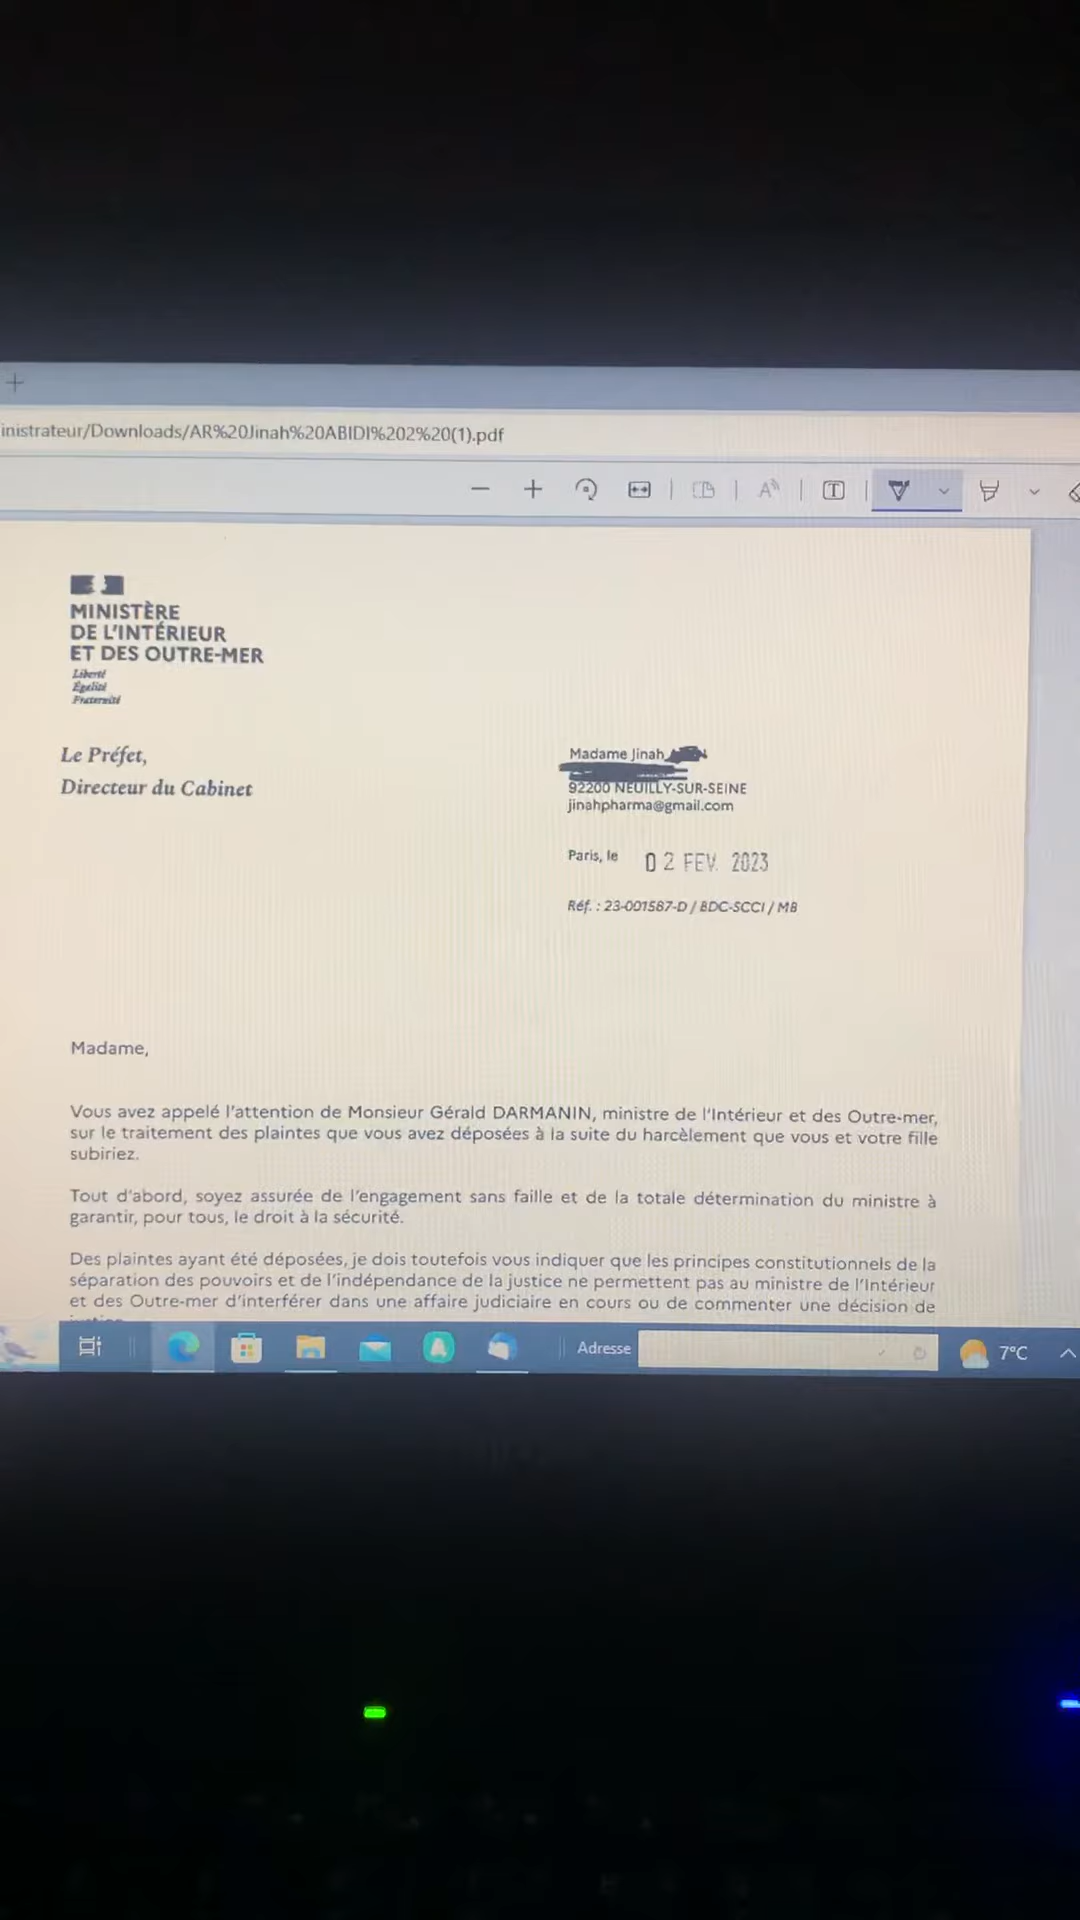 inistrateur/Downloads/AR%20Jinah%20ABIDI%202%20(1).pdf
MINISTÈRE
DE L'INTÉRIEUR
ET DES OUTRE-MER
Liberté
Égalité
Fraternité
Le Préfet,
Directeur du Cabinet
Madame Jinah
92200 NEUILLY-SUR-SEINE
jinahpharma@gmail.com
Paris, le 02 FEV. 2023
Réf. : 23-001587-D / BDC-SCCI / MB
Madame,
Vous avez appelé l'attention de Monsieur Gérald DARMANIN, ministre de l'Intérieur et des Outre-mer,
sur le traitement des plaintes que vous avez déposées à la suite du harcèlement que vous et votre fille
subiriez.
Tout d'abord, soyez assurée de l'engagement sans faille et de la totale détermination du ministre à
garantir, pour tous, le droit à la sécurité.
Des plaintes ayant été déposées, je dois toutefois vous indiquer que les principes constitutionnels de la
séparation des pouvoirs et de l'indépendance de la justice ne permettent pas au ministre de l'Intérieur
et des Outre-mer d'interférer dans une affaire judiciaire en cours ou de commenter une décision de
Adresse
7°C